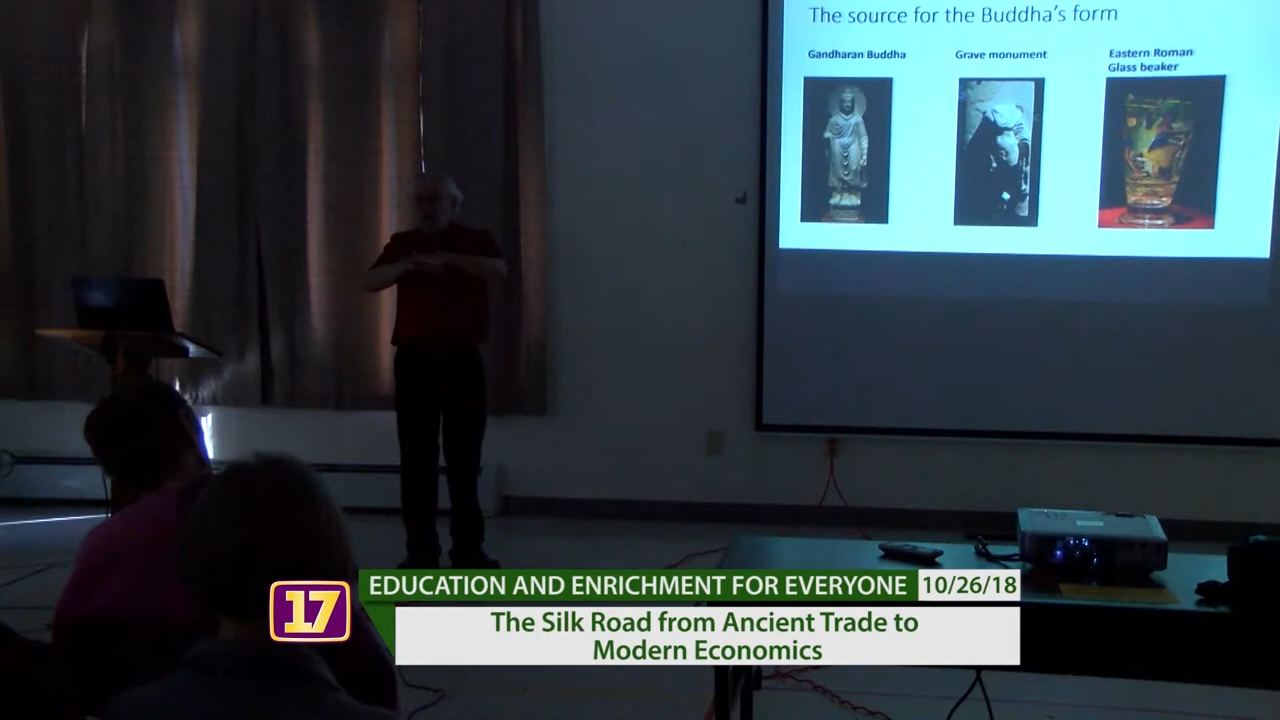 The source for the Buddha's form
Gandharan Buddha
Grave monument
Eastern Roman
Glass beaker
17
EDUCATION AND ENRICHMENT FOR EVERYONE
10/26/18
The Silk Road from Ancient Trade to
Modern Economics